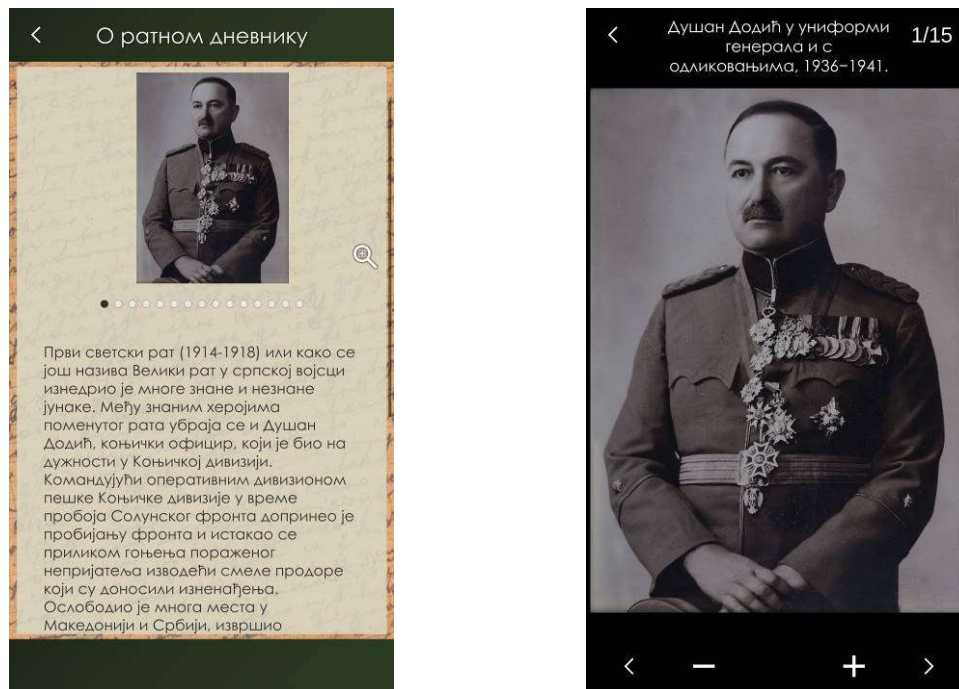 О ратном дневнику
Први светски рат (1914-1918) или како се
још назива Велики рат у српској војсци
изнедрио је многе знане и незнане
јунаке. Међу знаним херојима
поменутог рата убраја се и Душан
Додић, коњички официр, који је био на
дужности у Коњичкој дивизији.
Командујући оперативним дивизионом
пешке Коњичке дивизије у време
пробоја Солунског фронта допринео је
пробијању фронта и истакао се
приликом гоњења пораженог
непријатеља изводећи смеле продоре
који су доносили изненађења.
Ослободио је многа места у
Македонији и Србији, извршио
Душан Додић у униформи
генерала и с
одликовањима, 1936–1941.
1/15